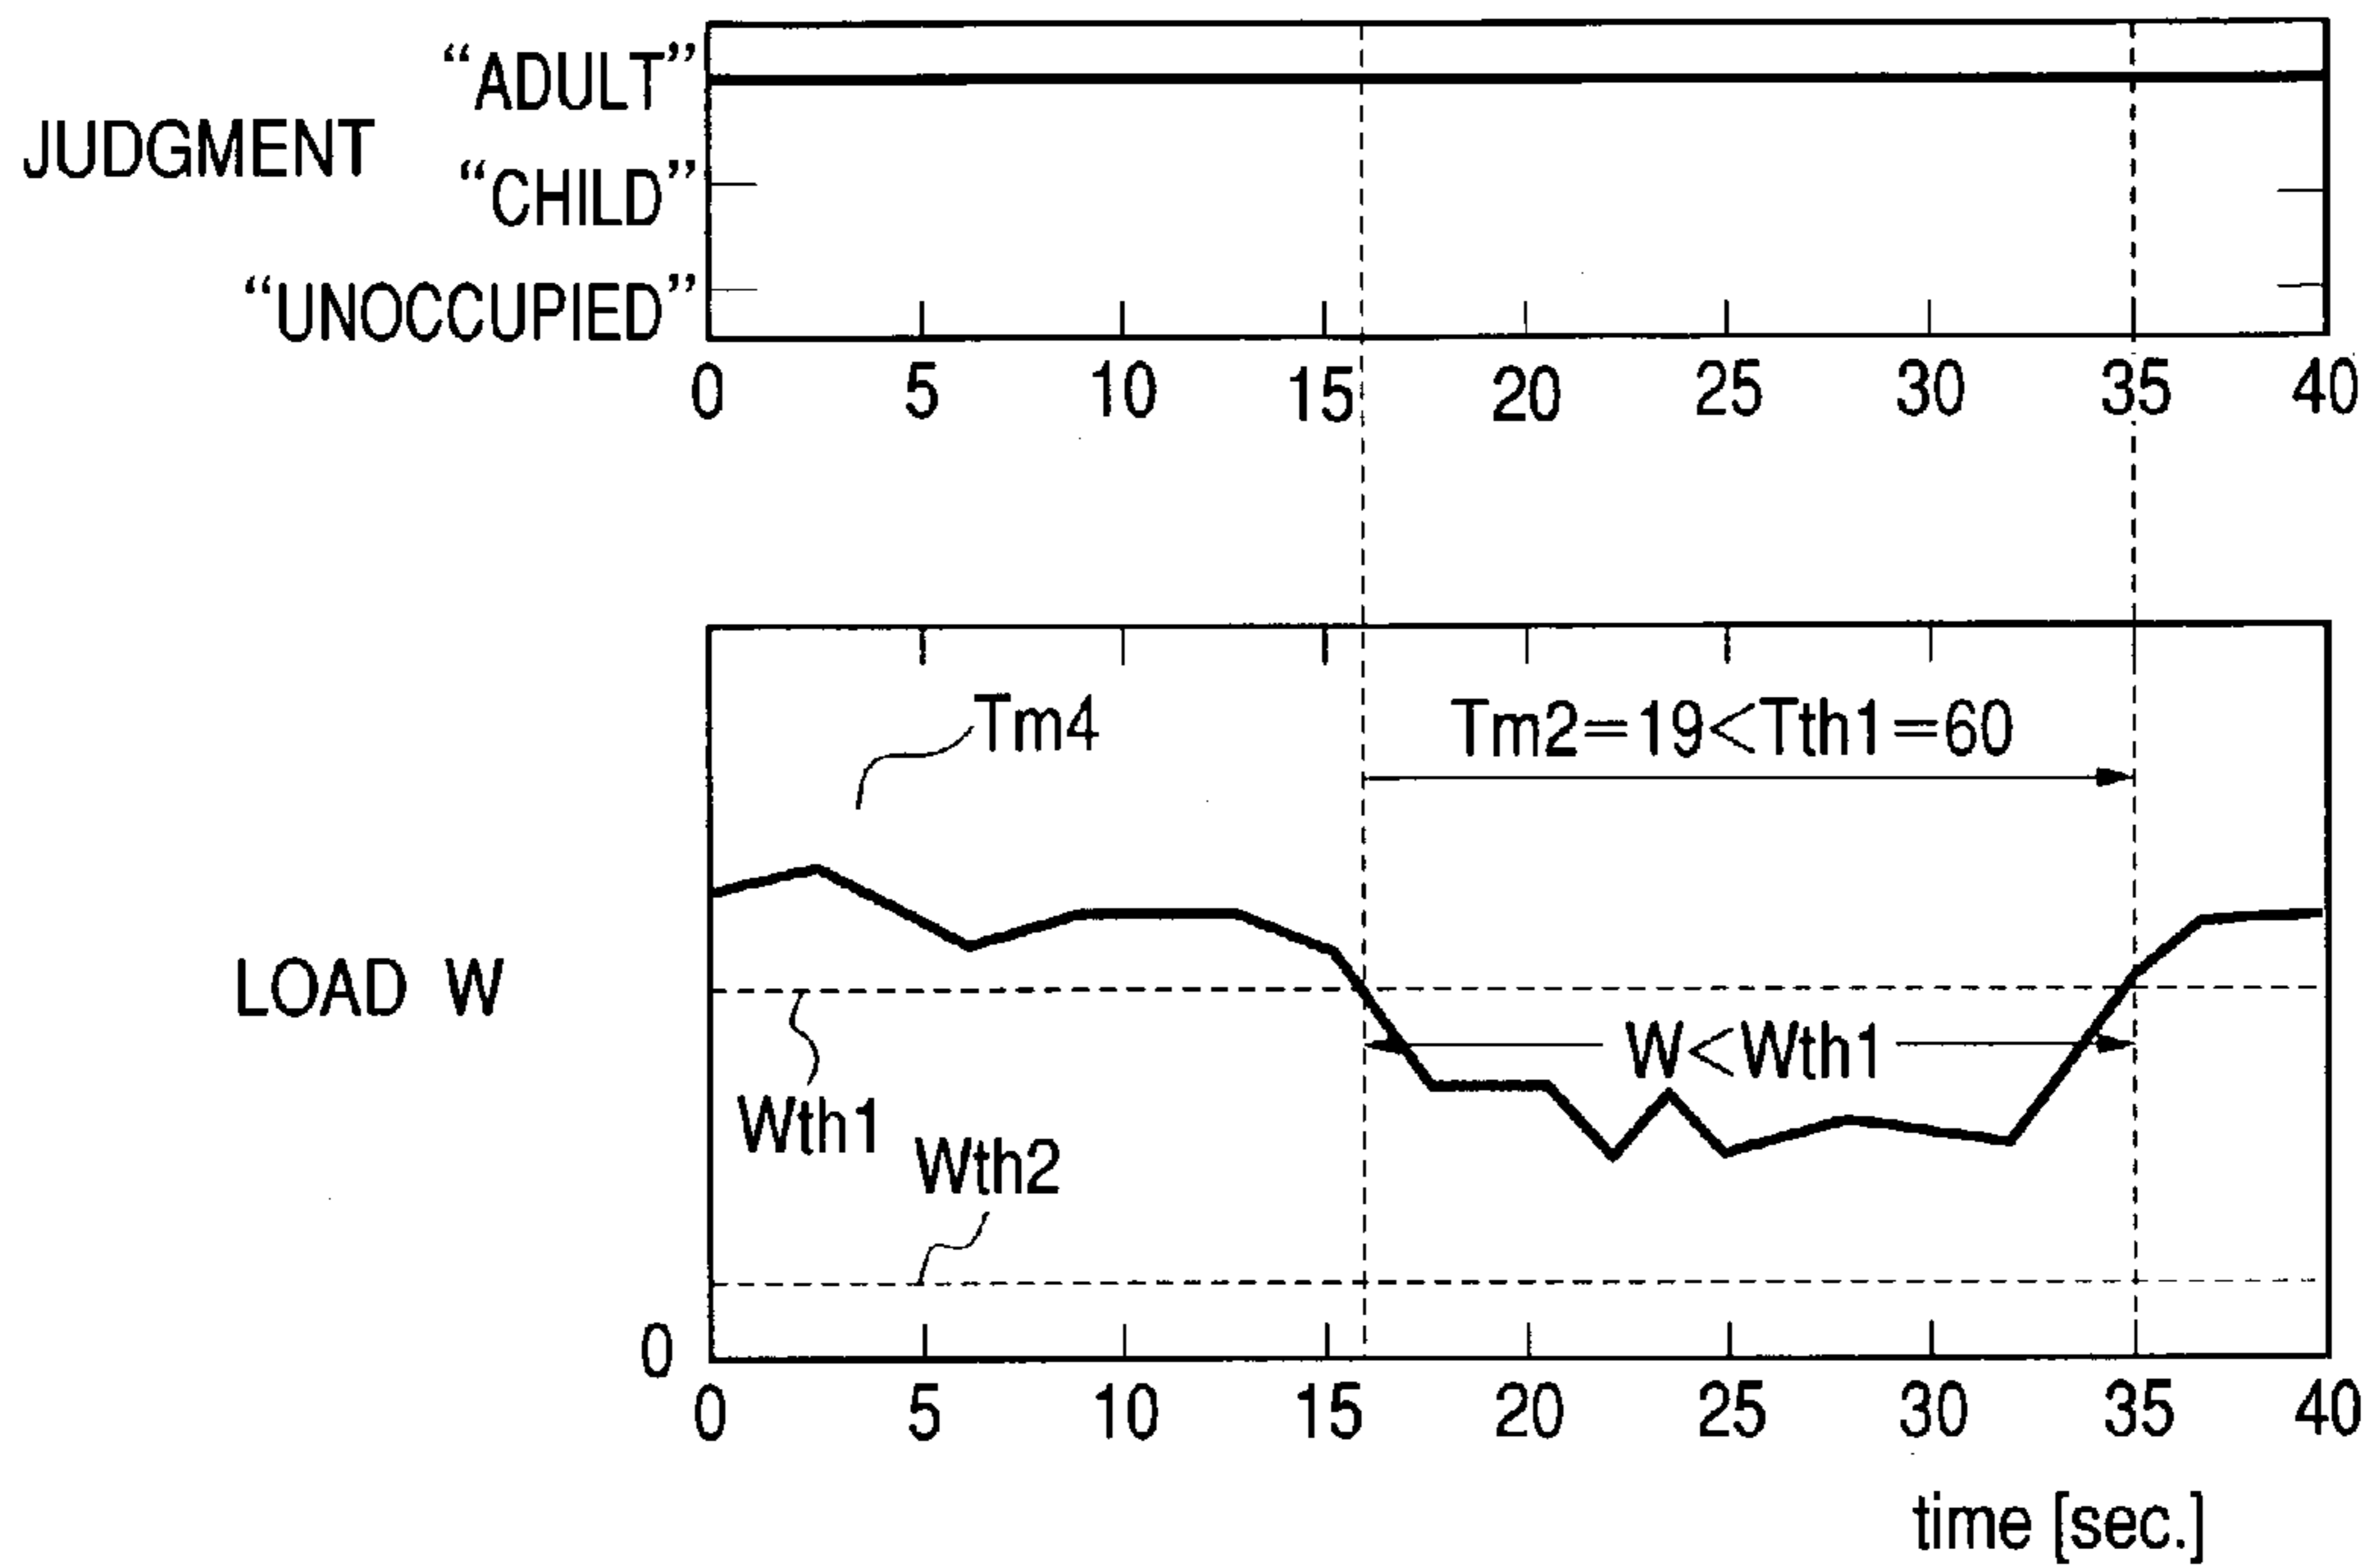 JUDGMENT
“ADULT”
“CHILD”
“UNOCCUPIED”
0 5 10 15 20 25 30 35 40
Tm4
Tm2=19<Tth1=60
LOAD W
W<Wth1
Wth1
Wth2
0
0 5 10 15 20 25 30 35 40
time [sec.]